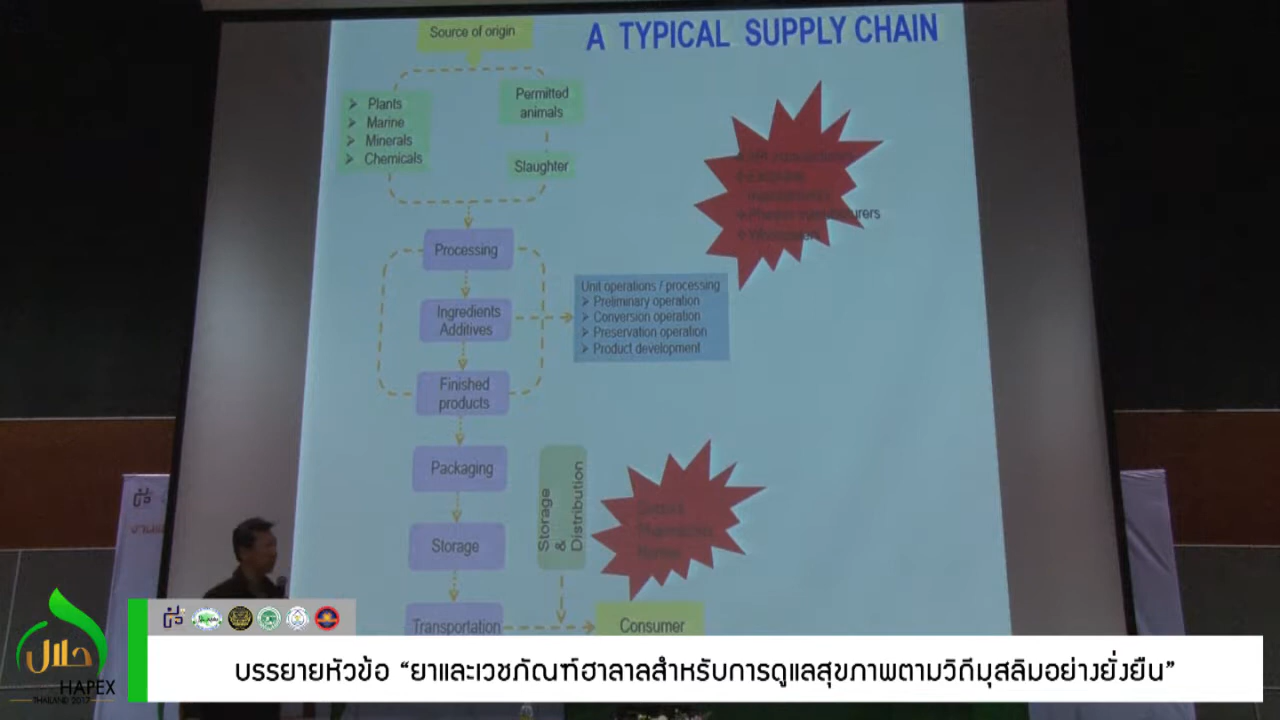 A TYPICAL SUPPLY CHAIN
Source of origin
➢ Plants
➢ Marine
➢ Minerals
➢ Chemicals
Permitted
animals
Slaughter
Processing
Ingredients
Additives
Finished
products
Unit operations / processing
➢ Preliminary operation
➢ Conversion operation
➢ Preservation operation
➢ Product development
Packaging
Storage
Storage
&
Distribution
Transportation
Consumer
حلال
HAPEX
THAILAND 2017
บรรยายหัวข้อ “ยาและเวชภัณฑ์ฮาลาลสำหรับการดูแลสุขภาพตามวิถีมุสลิมอย่างยั่งยืน”